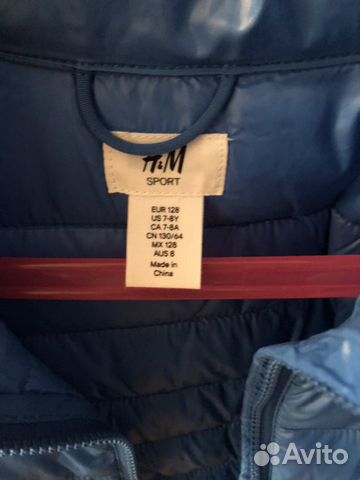 H&M
SPORT
EUR 128
US 7-8Y
CA 7-8A
CN 130/64
MX 128
AUS 8
Made in
China
Avito